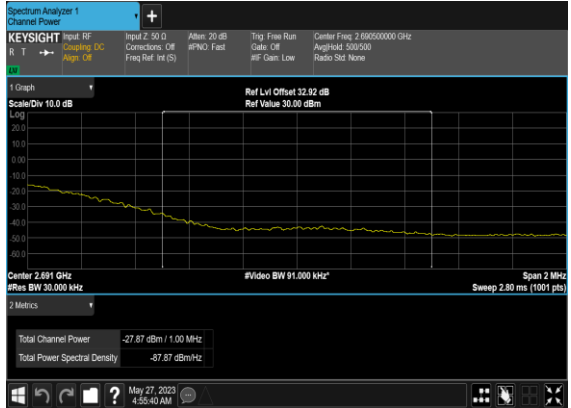 Spectrum Analyzer 1
Channel Power
+
KEYSIGHT
R T
Input: RF
Coupling: DC
Align: Off
Input Z: 50 Ω
Corrections: Off
Freq Ref: Int (S)
Atten: 20 dB
#PNO: Fast
Trig: Free Run
Gate: Off
#IF Gain: Low
Center Freq: 2.690500000 GHz
Avg|Hold: 500/500
Radio Std: None
1 Graph
Scale/Div 10.0 dB
Ref Lvl Offset 32.92 dB
Ref Value 30.00 dBm
Log
20.0
10.0
0.00
-10.0
-20.0
-30.0
-40.0
-50.0
-60.0
Center 2.691 GHz
#Video BW 91.000 kHz*
Span 2 MHz
#Res BW 30.000 kHz
Sweep 2.80 ms (1001 pts)
2 Metrics
Total Channel Power -27.87 dBm / 1.00 MHz
Total Power Spectral Density -87.87 dBm/Hz
?
May 27, 2023
4:55:40 AM